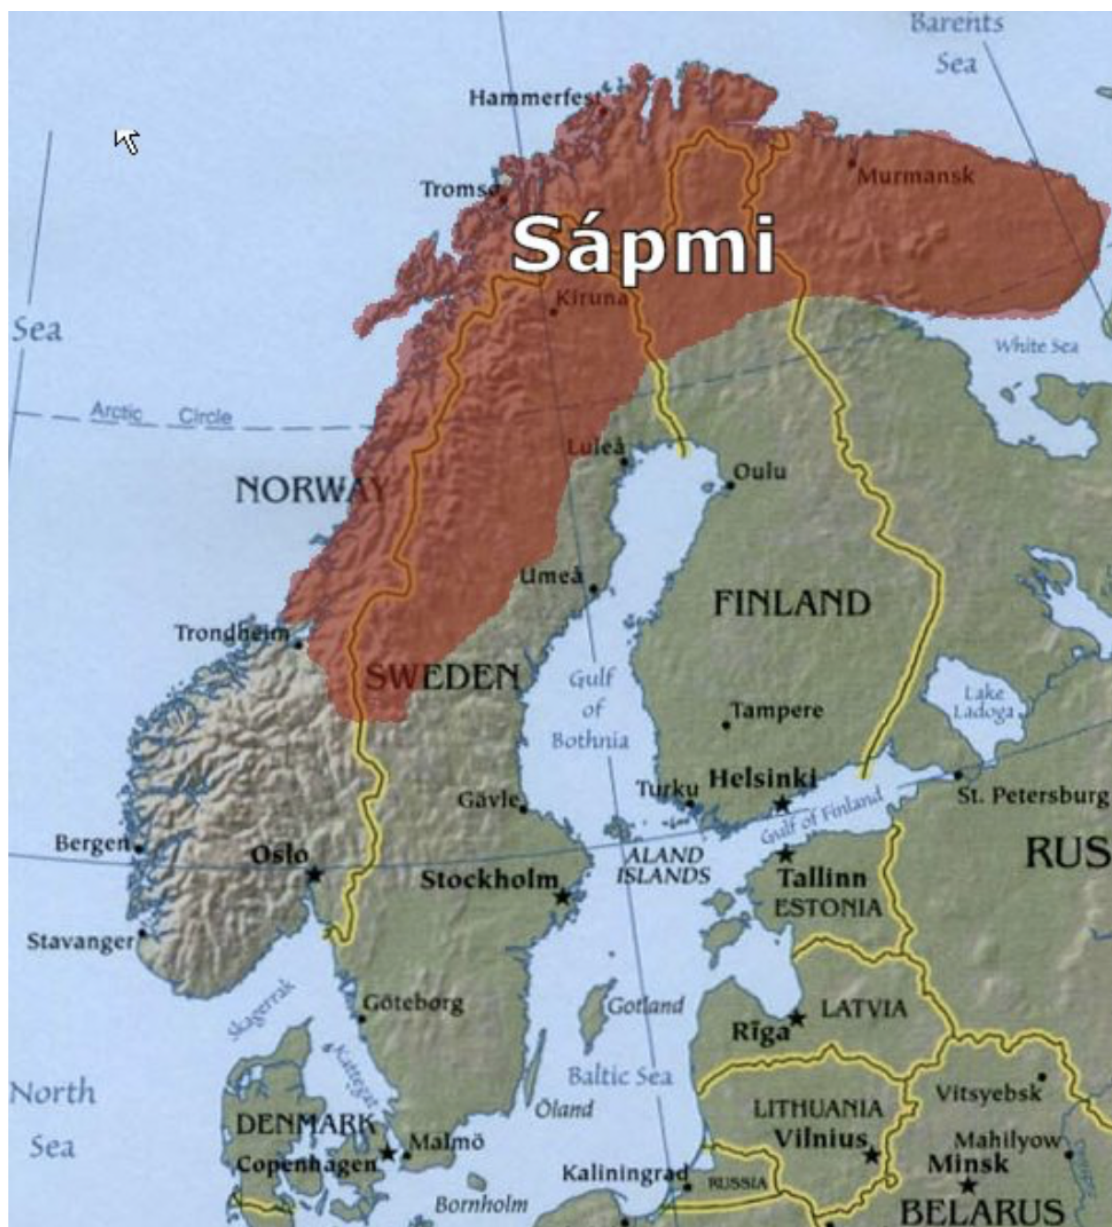 Barents
Sea
Hammerfest
Murmansk
Tromsø
Sápmi
Kiruna
Sea
White Sea
Arctic Circle
Luleå
Oulu
NORWAY
Umeå
FINLAND
Trondheim
SWEDEN
Gulf
of
Bothnia
Lake
Ladoga
Tampere
Helsinki
Turku
Gävle
St. Petersburg
Gulf of Finland
Bergen
Oslo
ALAND
ISLANDS
RUS
Stockholm
Tallinn
ESTONIA
Stavanger
Skagerrak
Göteborg
Gotland
LATVIA
Rīga
Kattegat
Baltic Sea
North
Sea
Vitsyebsk
Öland
LITHUANIA
DENMARK
Malmö
Vilnius
Mahilyow
Copenhagen
Kaliningrad
Minsk
RUSSIA
Bornholm
BELARUS